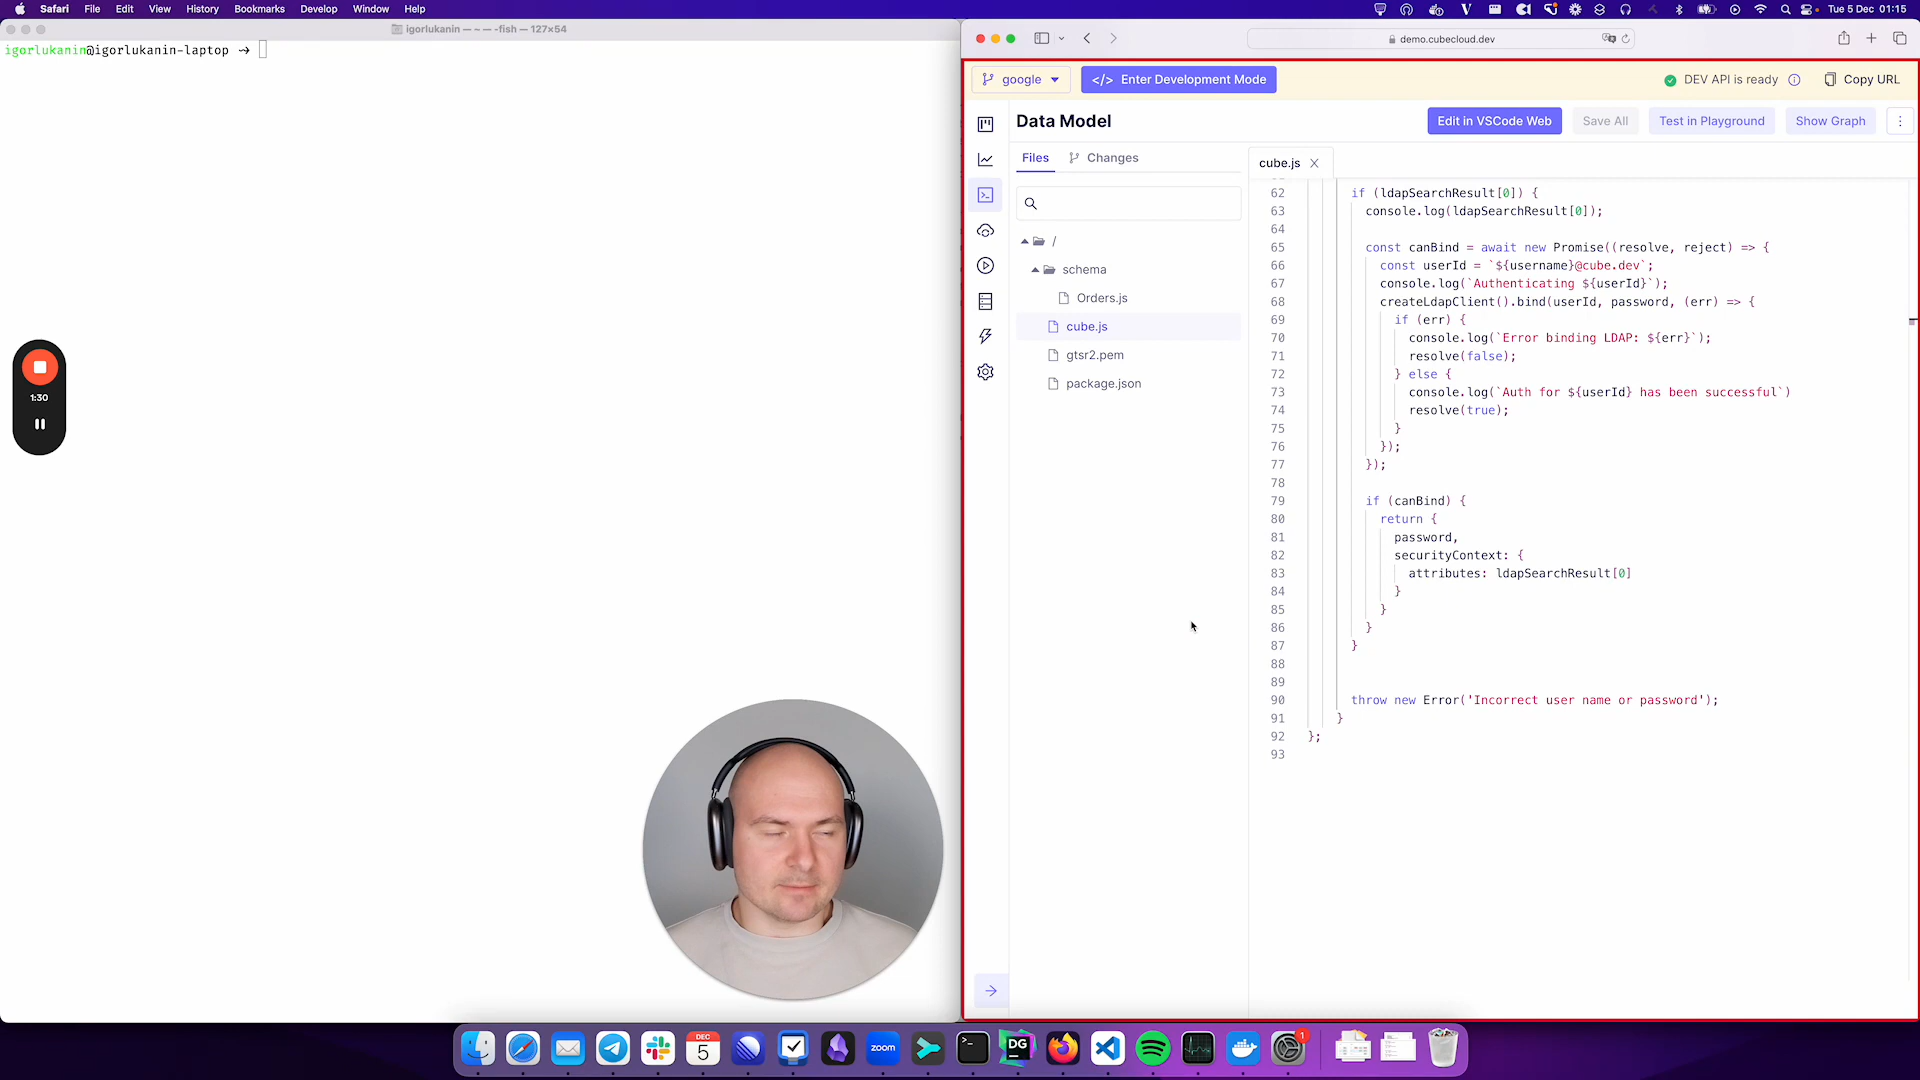 Safari File Edit View History Bookmarks Develop Window Help
Tue 5 Dec 01:15
igorlukanin — ~ — -fish — 127×54
igorlukanin@igorlukanin-laptop ~>
demo.cubecloud.dev
google
</> Enter Development Mode
DEV API is ready
Copy URL
Data Model
Edit in VSCode Web
Save All
Test in Playground
Show Graph
Files
Changes
cube.js
/
schema
Orders.js
cube.js
gtsr2.pem
package.json
62 if (ldapSearchResult[0]) {
63 console.log(ldapSearchResult[0]);
64
65 const canBind = await new Promise((resolve, reject) => {
66 const userId = `${username}@cube.dev`;
67 console.log(`Authenticating ${userId}`);
68 createLdapClient().bind(userId, password, (err) => {
69 if (err) {
70 console.log(`Error binding LDAP: ${err}`);
71 resolve(false);
72 } else {
73 console.log(`Auth for ${userId} has been successful`)
74 resolve(true);
75 }
76 });
77 });
78
79 if (canBind) {
80 return {
81 password,
82 securityContext: {
83 attributes: ldapSearchResult[0]
84 }
85 }
86 }
87 }
88
89
90 throw new Error('Incorrect user name or password');
91 }
92 };
93
1:30
DEC
5
zoom
DG
1